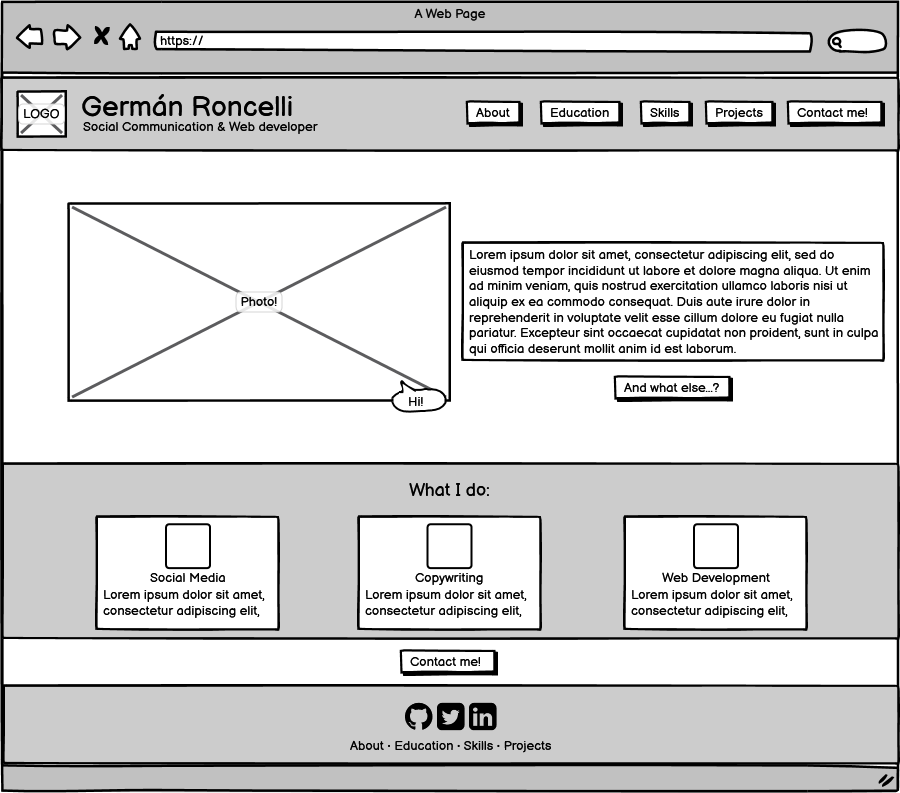 A Web Page
https://
LOGO
Germán Roncelli
Social Communication & Web developer
About
Education
Skills
Projects
Contact me!
Photo!
Hi!
Lorem ipsum dolor sit amet, consectetur adipiscing elit, sed do
eiusmod tempor incididunt ut labore et dolore magna aliqua. Ut enim
ad minim veniam, quis nostrud exercitation ullamco laboris nisi ut
aliquip ex ea commodo consequat. Duis aute irure dolor in
reprehenderit in voluptate velit esse cillum dolore eu fugiat nulla
pariatur. Excepteur sint occaecat cupidatat non proident, sunt in culpa
qui officia deserunt mollit anim id est laborum.
And what else...?
What I do:
Social Media
Lorem ipsum dolor sit amet,
consectetur adipiscing elit,
Copywriting
Lorem ipsum dolor sit amet,
consectetur adipiscing elit,
Web Development
Lorem ipsum dolor sit amet,
consectetur adipiscing elit,
Contact me!
in
About · Education · Skills · Projects